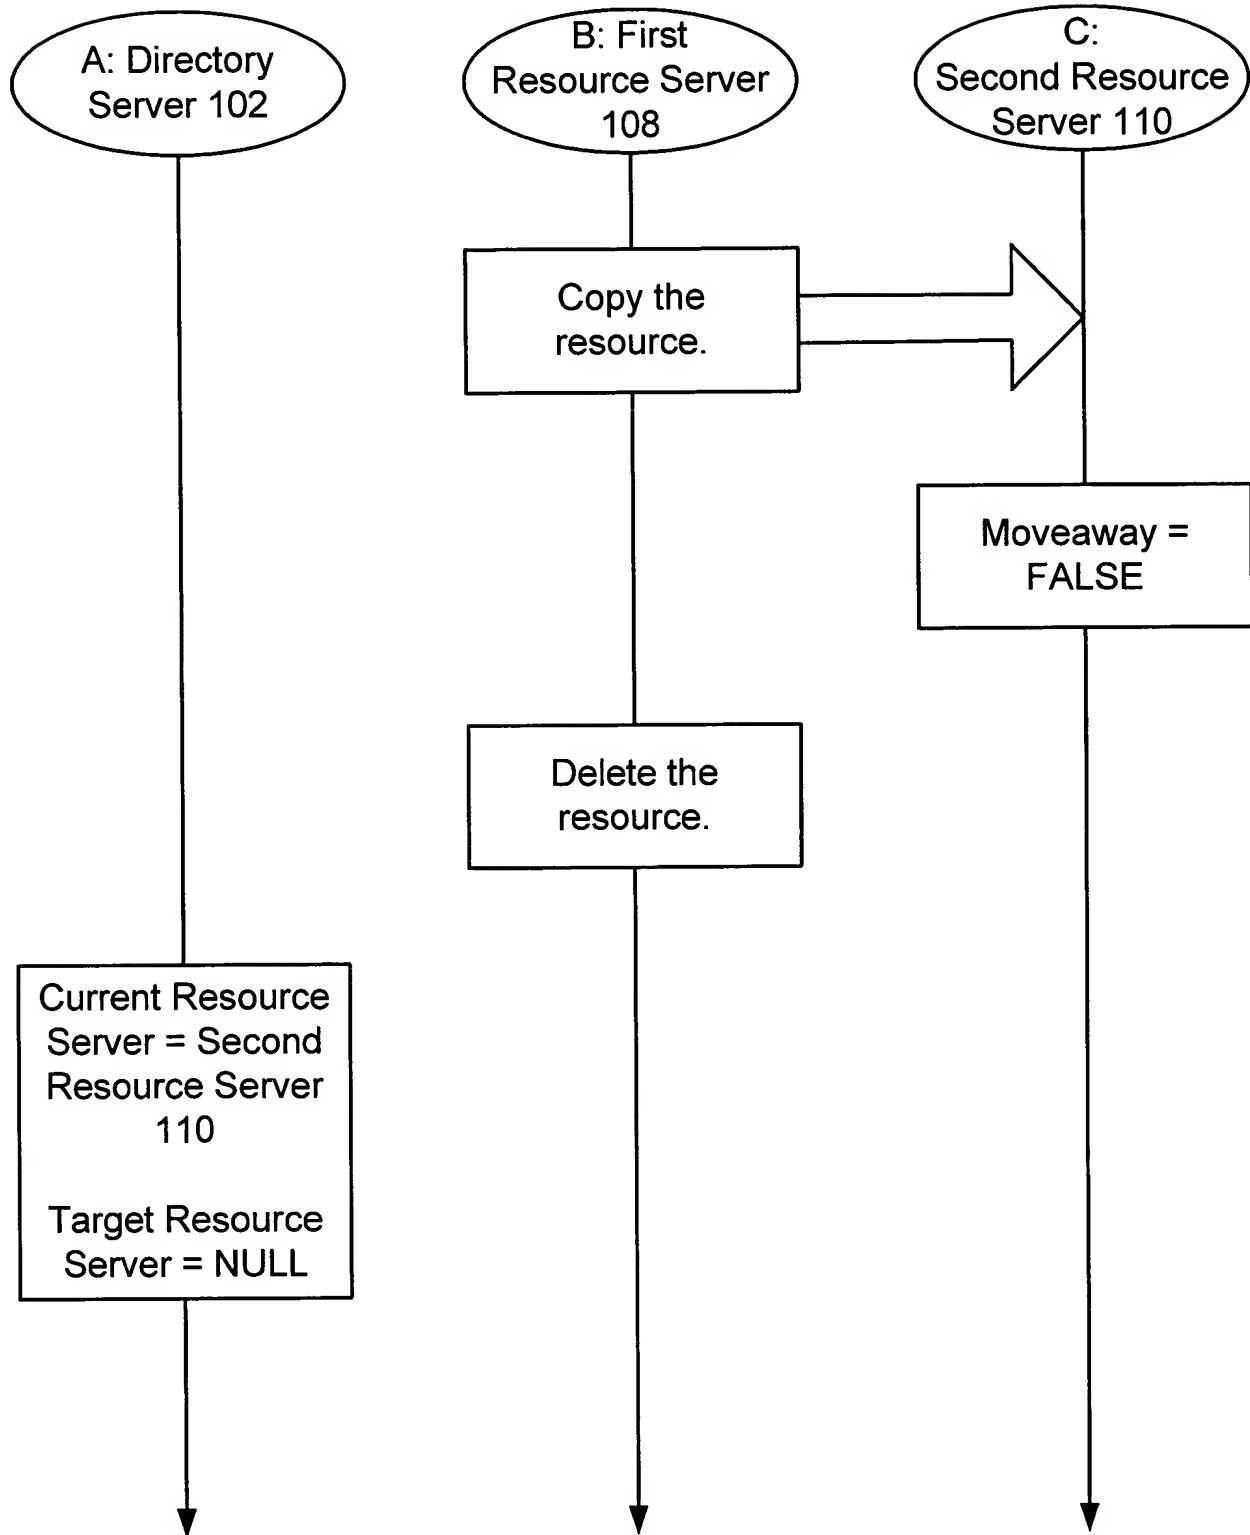 A: Directory
Server 102
B: First
Resource Server
108
C:
Second Resource
Server 110
Copy the
resource.
Moveaway =
FALSE
Delete the
resource.
Current Resource
Server = Second
Resource Server
110
Target Resource
Server = NULL